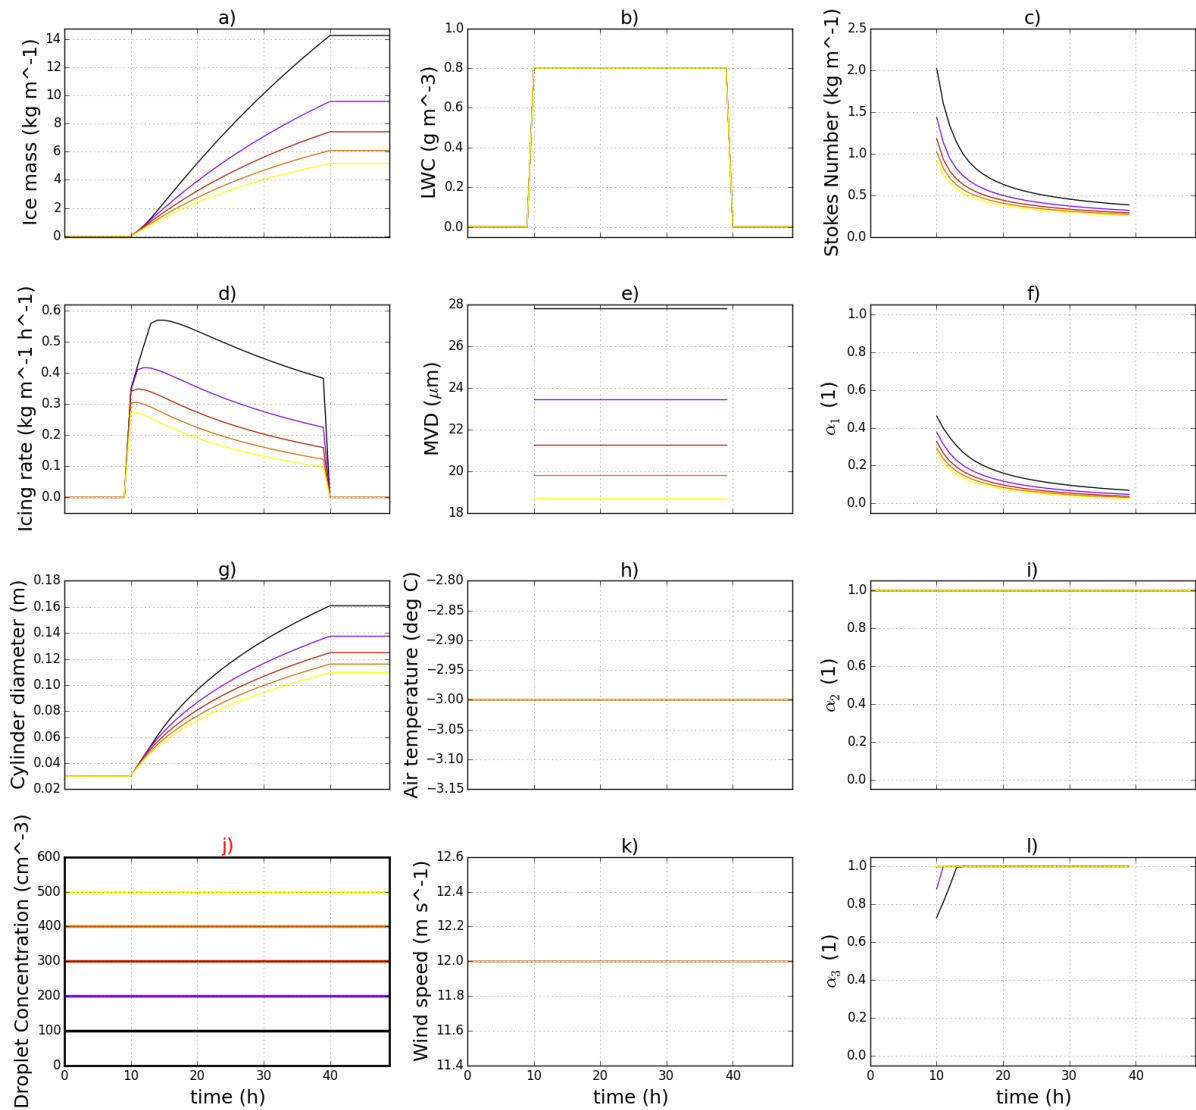 a)
Ice mass (kg m^-1)
14
12
10
8
6
4
2
0
b)
LWC (g m^-3)
1.0
0.8
0.6
0.4
0.2
0.0
c)
Stokes Number (kg m^-1)
2.5
2.0
1.5
1.0
0.5
0.0
d)
Icing rate (kg m^-1 h^-1)
0.6
0.5
0.4
0.3
0.2
0.1
0.0
e)
MVD (μm)
28
26
24
22
20
18
f)
α₁ (1)
1.0
0.8
0.6
0.4
0.2
0.0
g)
Cylinder diameter (m)
0.18
0.16
0.14
0.12
0.10
0.08
0.06
0.04
0.02
h)
Air temperature (deg C)
−2.80
−2.85
−2.90
−2.95
−3.00
−3.05
−3.10
−3.15
i)
α₂ (1)
1.0
0.8
0.6
0.4
0.2
0.0
j)
Droplet Concentration (cm^-3)
600
500
400
300
200
100
0
0 10 20 30 40
time (h)
k)
Wind speed (m s^-1)
12.6
12.4
12.2
12.0
11.8
11.6
11.4
0 10 20 30 40
time (h)
l)
α₃ (1)
1.0
0.8
0.6
0.4
0.2
0.0
0 10 20 30 40
time (h)